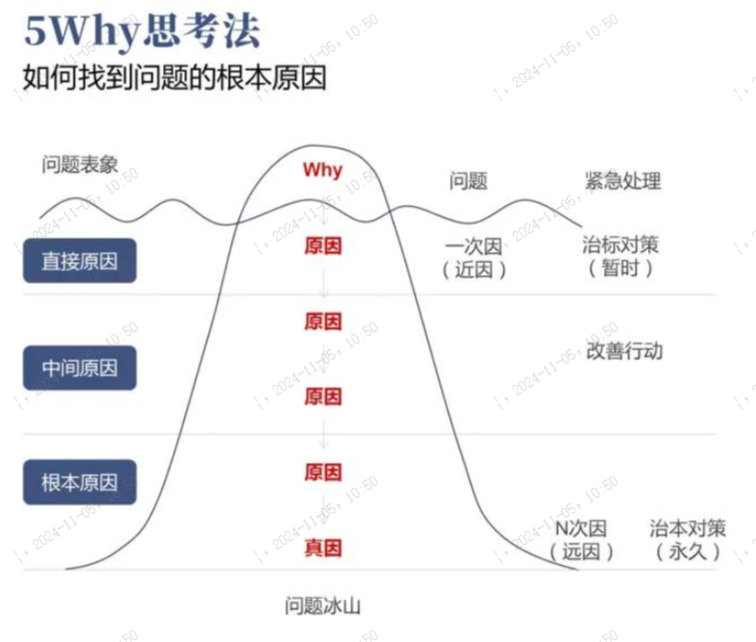 5Why思考法
如何找到问题的根本原因
问题表象
Why
问题
紧急处理
直接原因
原因
一次因
（近因）
治标对策
（暂时）
中间原因
原因
改善行动
原因
根本原因
原因
真因
N次因
（远因）
治本对策
（永久）
问题冰山
2024-11-05, 10:50